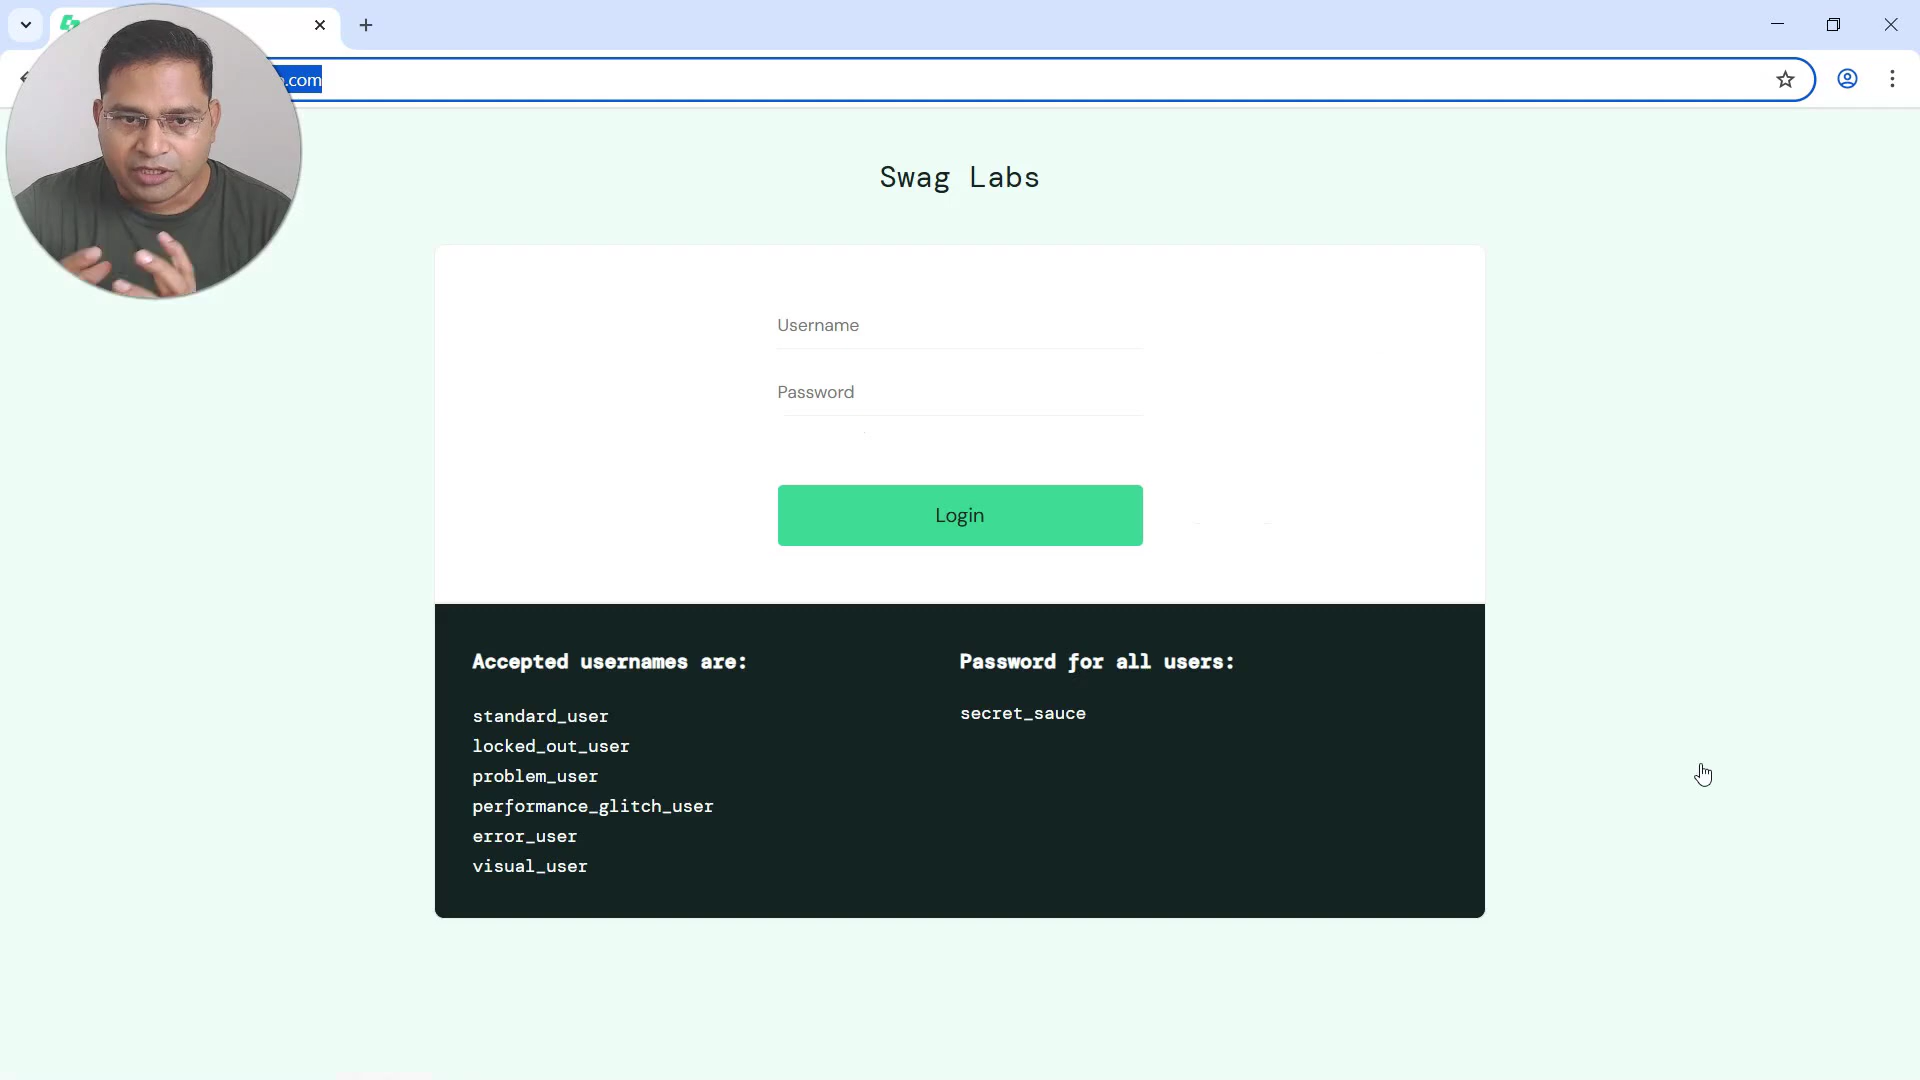 .com
Swag Labs
Username
Password
Login
Accepted usernames are:
standard_user
locked_out_user
problem_user
performance_glitch_user
error_user
visual_user
Password for all users:
secret_sauce